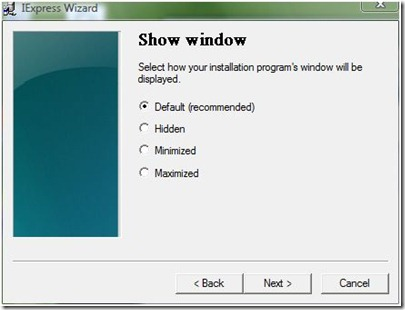 IExpress Wizard
Show window
Select how your installation program's window will be
displayed.
Default (recommended)
Hidden
Minimized
Maximized
< Back
Next >
Cancel